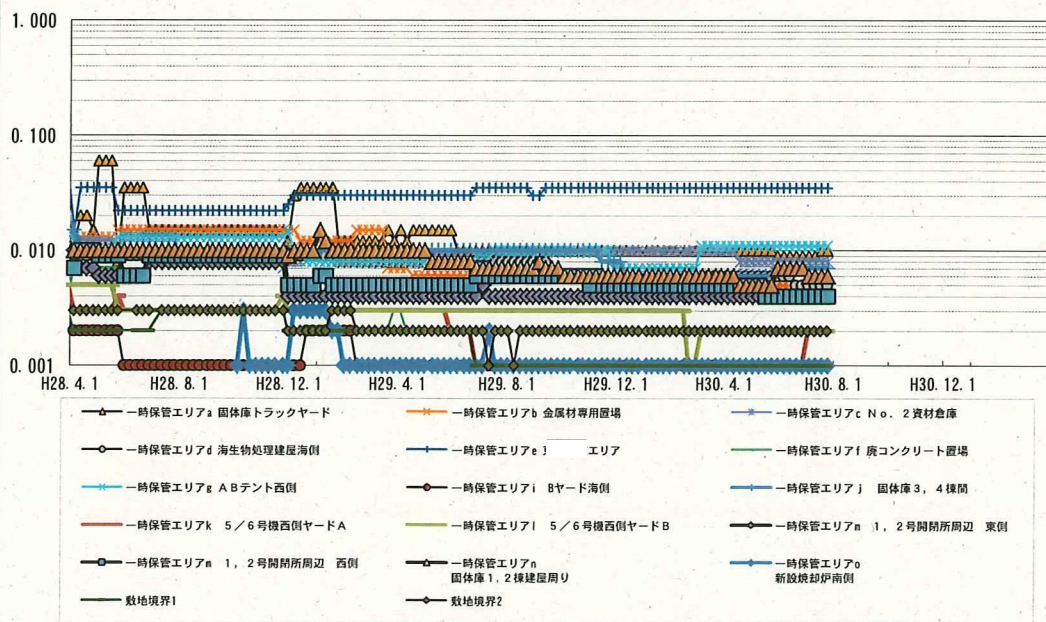 1.000
0.100
0.010
0.001
H28.4.1 H28.8.1 H28.12.1 H29.4.1 H29.8.1 H29.12.1 H30.4.1 H30.8.1 H30.12.1
一時保管エリアa 固体庫トラックヤード
一時保管エリアb 金属材専用置場
一時保管エリアc No.2資材倉庫
一時保管エリアd 海生物処理建屋海側
一時保管エリアe エリア
一時保管エリアf 廃コンクリート置場
一時保管エリアg ABテント西側
一時保管エリアi Bヤード海側
一時保管エリアj 固体庫3,4棟間
一時保管エリアk 5/6号機西側ヤードA
一時保管エリアl 5/6号機西側ヤードB
一時保管エリアm 1,2号開閉所周辺 東側
一時保管エリアm 1,2号開閉所周辺 西側
一時保管エリアn
固体庫1,2棟建屋周り
一時保管エリアo
新設焼却炉南側
敷地境界1
敷地境界2